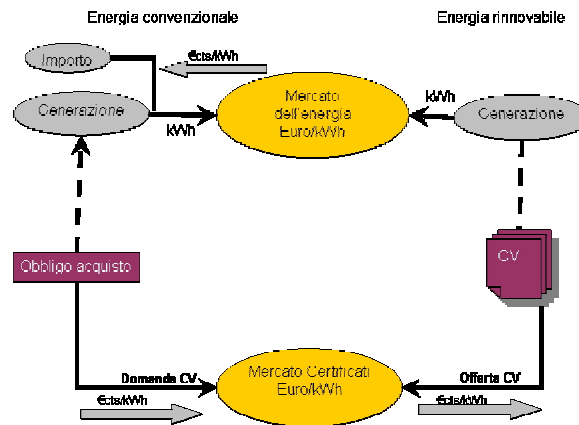 Energia convenzionale
Energia rinnovabile
€cts/kWh
Importo
Generazione
kWh
Mercato
dell'energia
Euro/kWh
kWh
Generazione
Obbligo acquisto
CV
Domanda CV
Mercato Certificati
Euro/kWh
Offerta CV
€cts/kWh
€cts/kWh